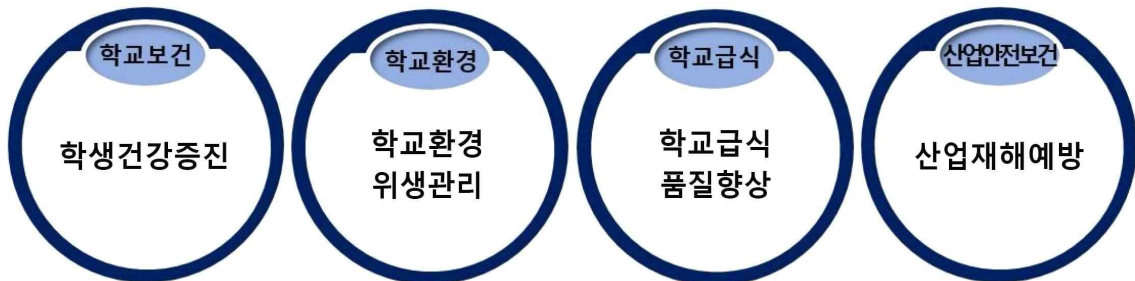 학교보건
학생건강증진
학교환경
학교환경
위생관리
학교급식
학교급식
품질향상
산업안전보건
산업재해예방